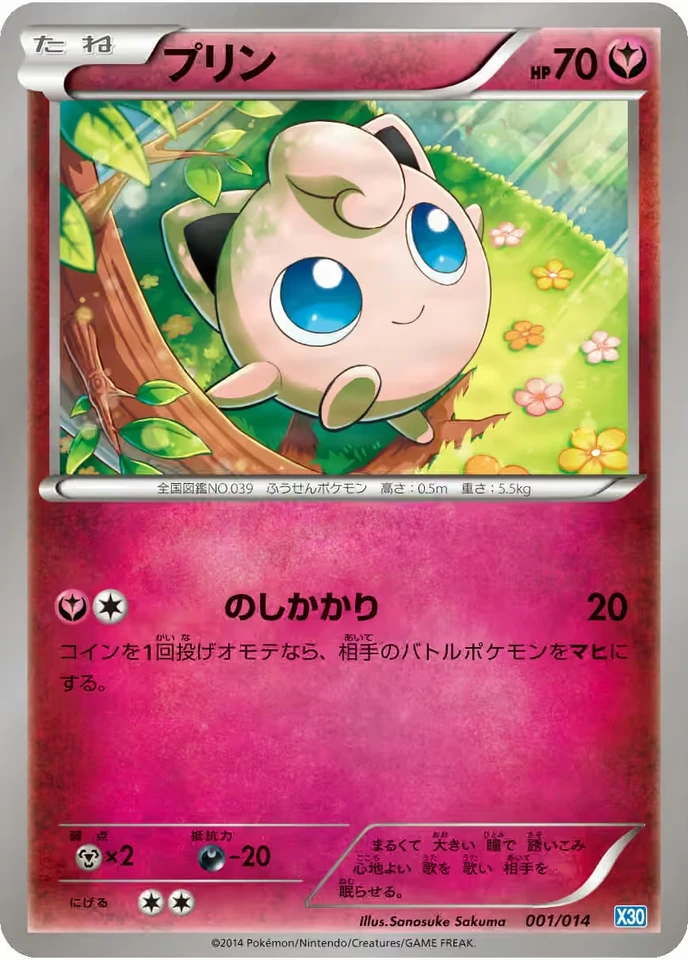 たね プリン HP70
全国図鑑NO.039 ふうせんポケモン 高さ:0.5m 重さ:5.5kg
のしかかり 20
コインを1回投げオモテなら、相手のバトルポケモンをマヒに
する。
弱点 抵抗力
×2 -20
にげる
まるくて 大きい 瞳で 誘いこみ
心地よい 歌を 歌い 相手を
眠らせる。
Illus.Sanosuke Sakuma 001/014 X30
©2014 Pokémon/Nintendo/Creatures/GAME FREAK.